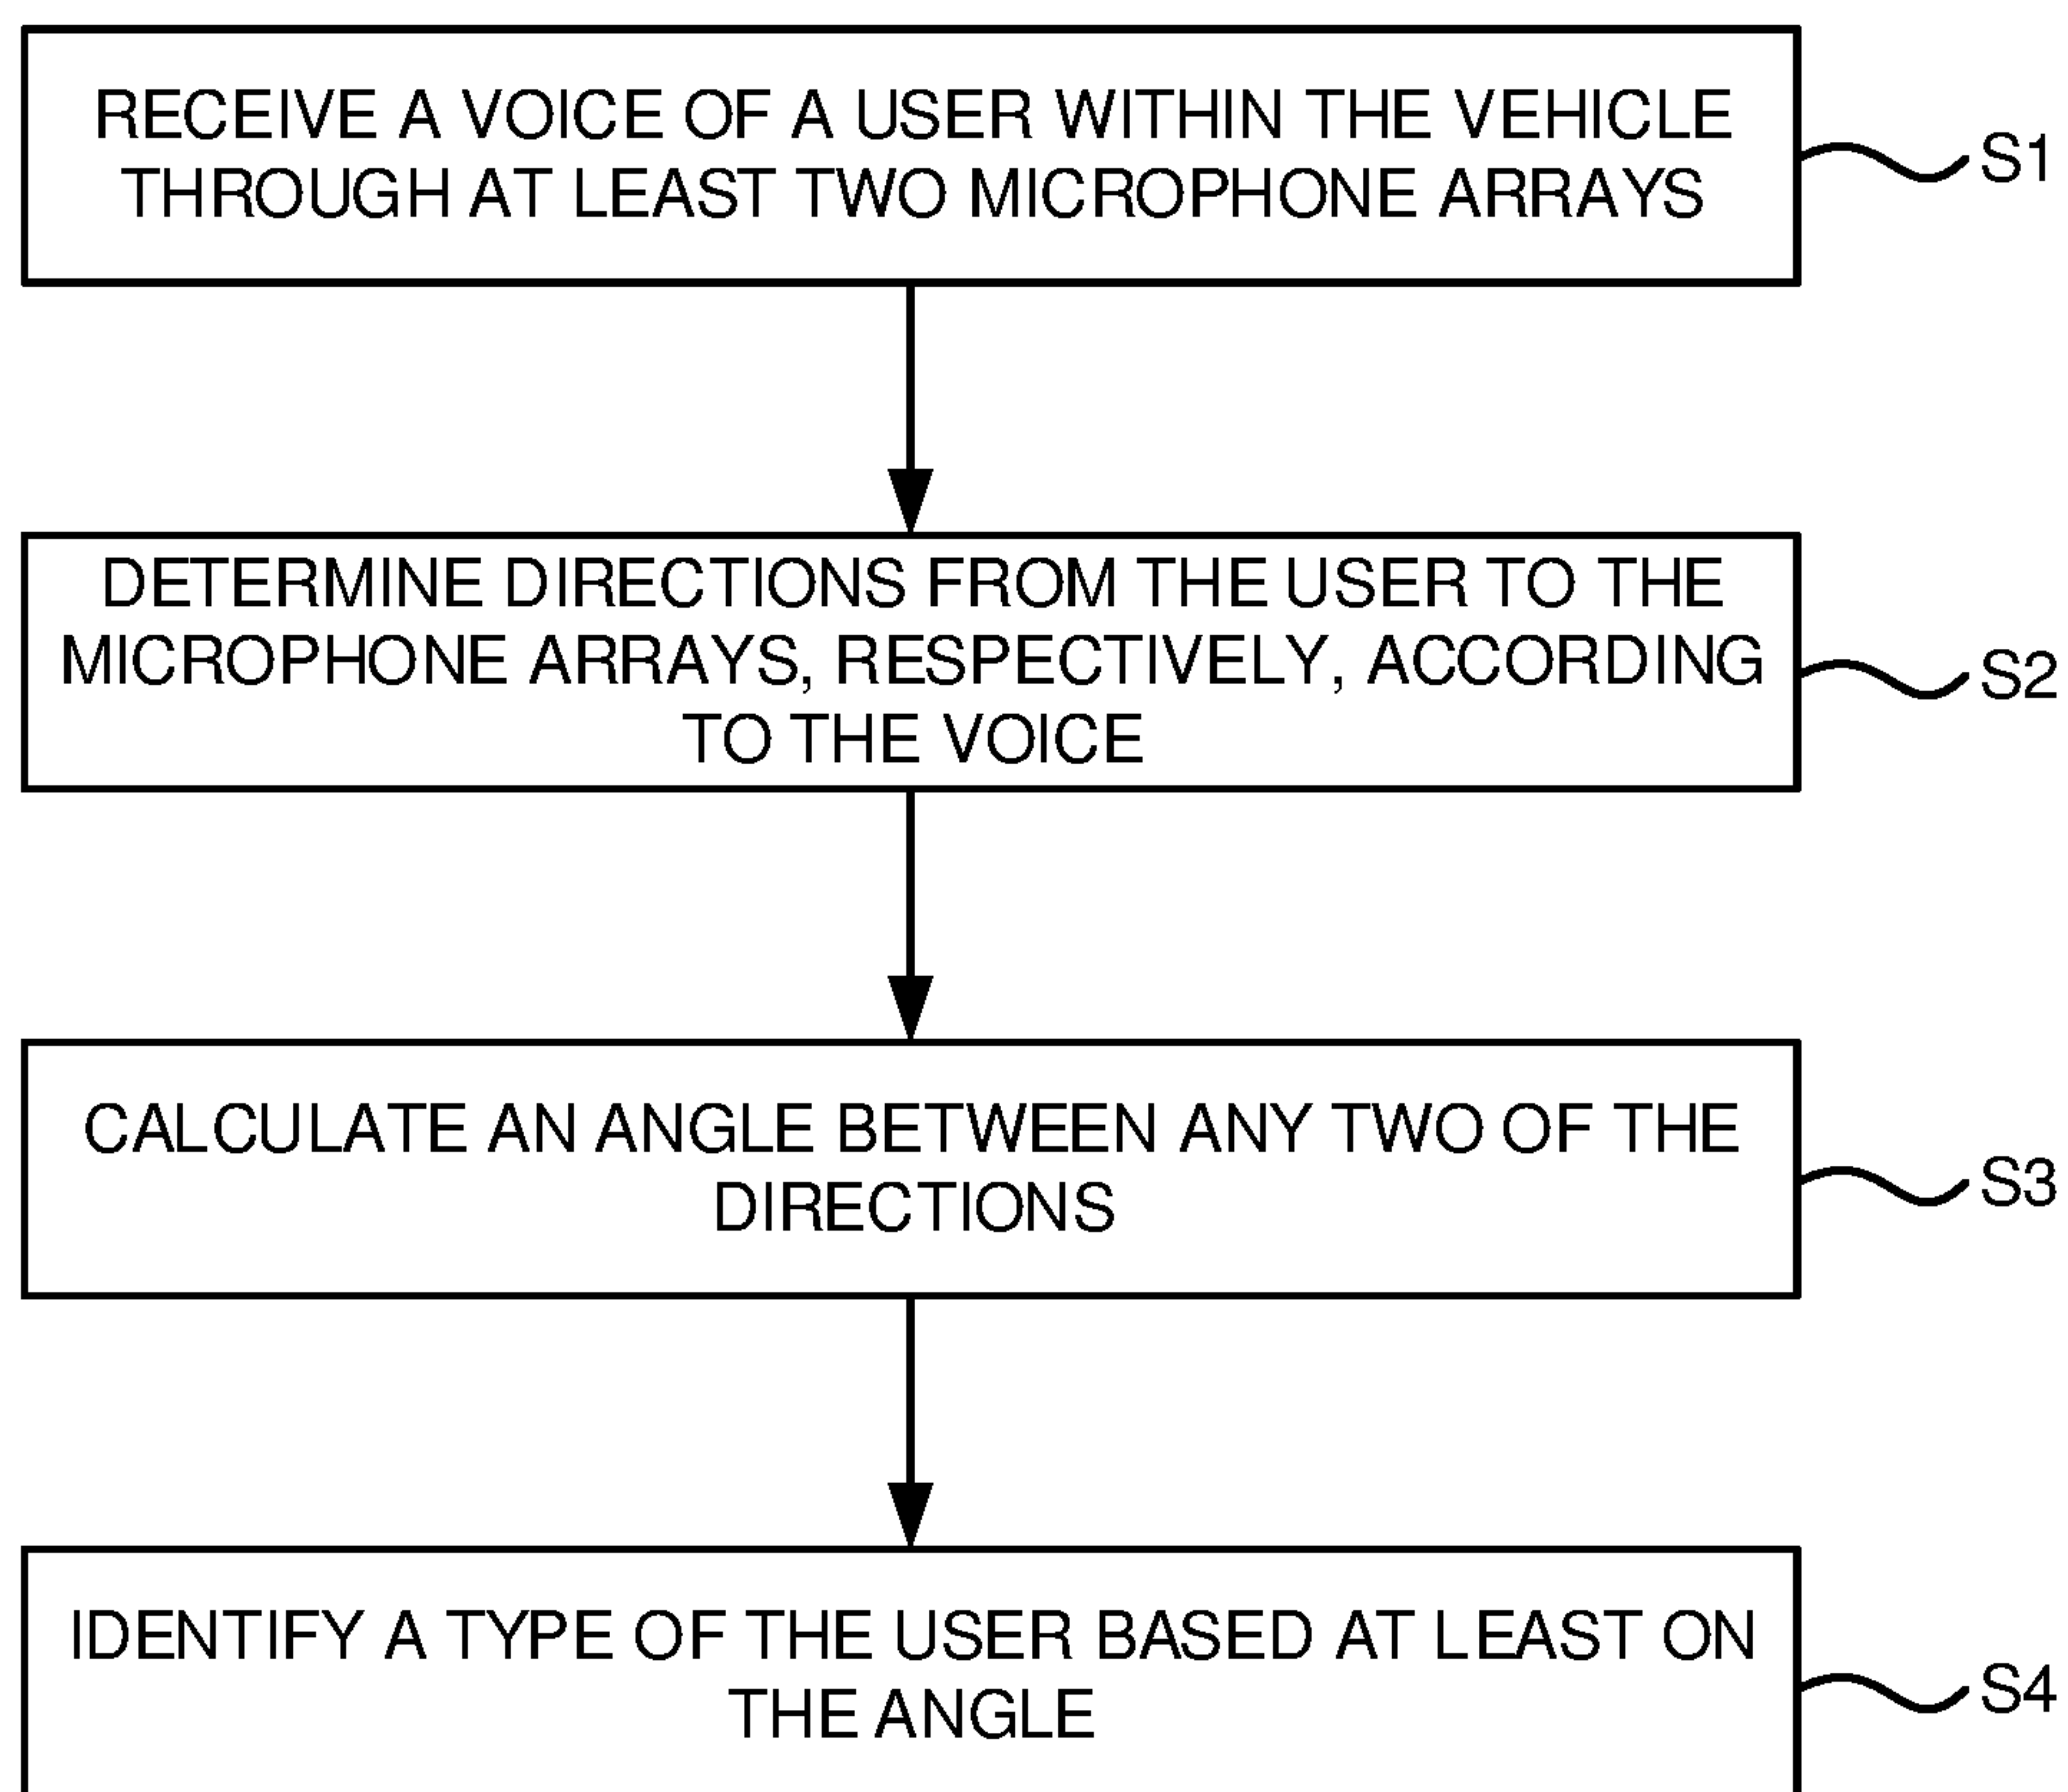 RECEIVE A VOICE OF A USER WITHIN THE VEHICLE
THROUGH AT LEAST TWO MICROPHONE ARRAYS
S1
DETERMINE DIRECTIONS FROM THE USER TO THE
MICROPHONE ARRAYS, RESPECTIVELY, ACCORDING
TO THE VOICE
S2
CALCULATE AN ANGLE BETWEEN ANY TWO OF THE
DIRECTIONS
S3
IDENTIFY A TYPE OF THE USER BASED AT LEAST ON
THE ANGLE
S4